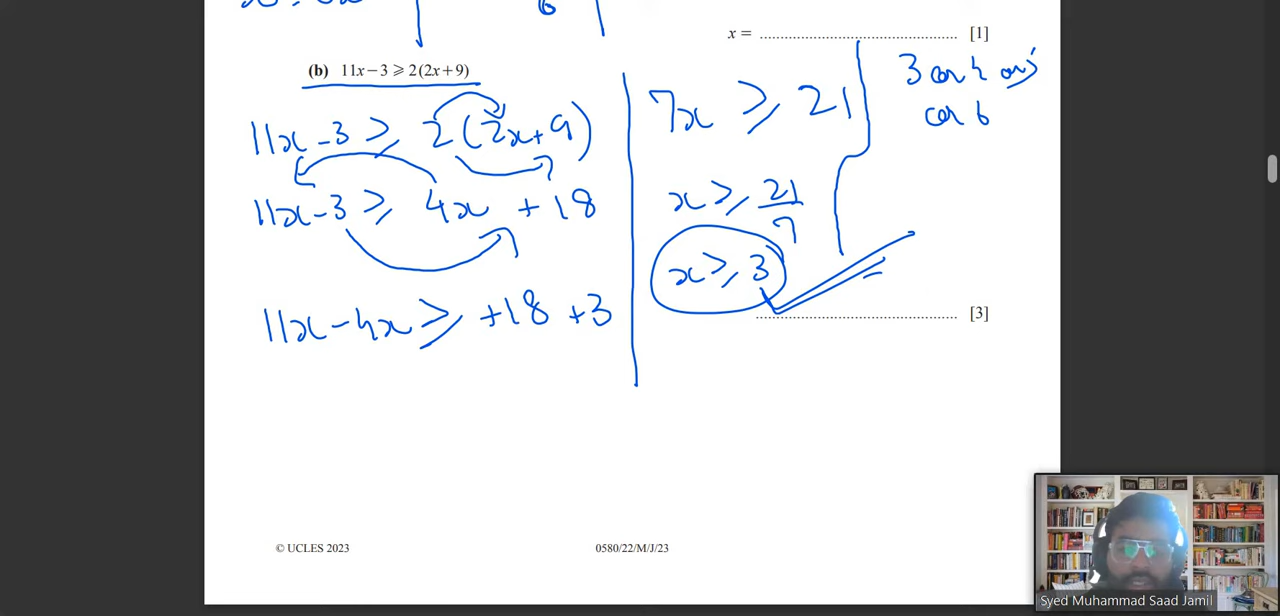 x = ........................................ [1]
(b) 11x − 3 ⩾ 2(2x + 9)
11x - 3 ⩾ 2(2x + 9)
11x - 3 ⩾ 4x + 18
11x - 4x ⩾ +18 +3
7x ⩾ 21
x ⩾ 21/7
x ⩾ 3
3 or 4 or 5
or 6
........................................ [3]
© UCLES 2023
0580/22/M/J/23
Syed Muhammad Saad Jamil